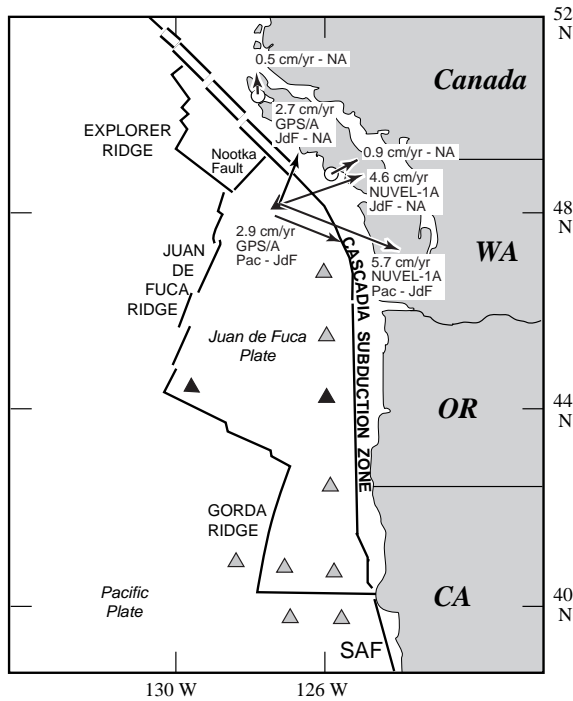 52
N
0.5 cm/yr - NA
Canada
2.7 cm/yr
GPS/A
JdF - NA
EXPLORER
RIDGE
Nootka
Fault
0.9 cm/yr - NA
4.6 cm/yr
NUVEL-1A
JdF - NA
48
N
2.9 cm/yr
GPS/A
Pac - JdF
WA
JUAN
DE
FUCA
RIDGE
5.7 cm/yr
NUVEL-1A
Pac - JdF
CASCADIA SUBDUCTION ZONE
Juan de Fuca
Plate
OR
44
N
GORDA
RIDGE
Pacific
Plate
CA
40
N
SAF
130 W
126 W